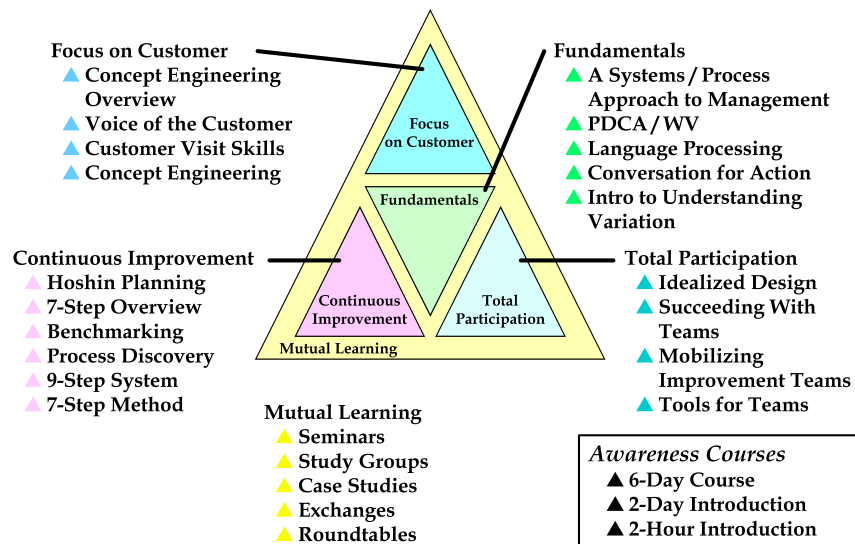 Focus on Customer
Concept Engineering
Overview
Voice of the Customer
Customer Visit Skills
Concept Engineering
Fundamentals
A Systems / Process
Approach to Management
PDCA / WV
Language Processing
Conversation for Action
Intro to Understanding
Variation
Focus
on Customer
Fundamentals
Continuous
Improvement
Total
Participation
Mutual Learning
Continuous Improvement
Hoshin Planning
7-Step Overview
Benchmarking
Process Discovery
9-Step System
7-Step Method
Total Participation
Idealized Design
Succeeding With
Teams
Mobilizing
Improvement Teams
Tools for Teams
Mutual Learning
Seminars
Study Groups
Case Studies
Exchanges
Roundtables
Awareness Courses
6-Day Course
2-Day Introduction
2-Hour Introduction